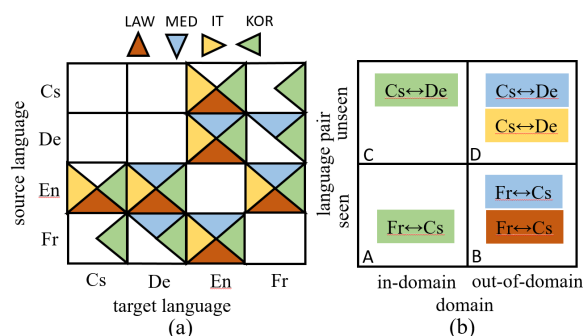 LAW MED IT KOR
source language
Cs
De
En
Fr
Cs De En Fr
target language
(a)
language pair
unseen
seen
Cs↔De
C
Cs↔De
Cs↔De
D
Fr↔Cs
A
Fr↔Cs
Fr↔Cs
B
in-domain out-of-domain
domain
(b)